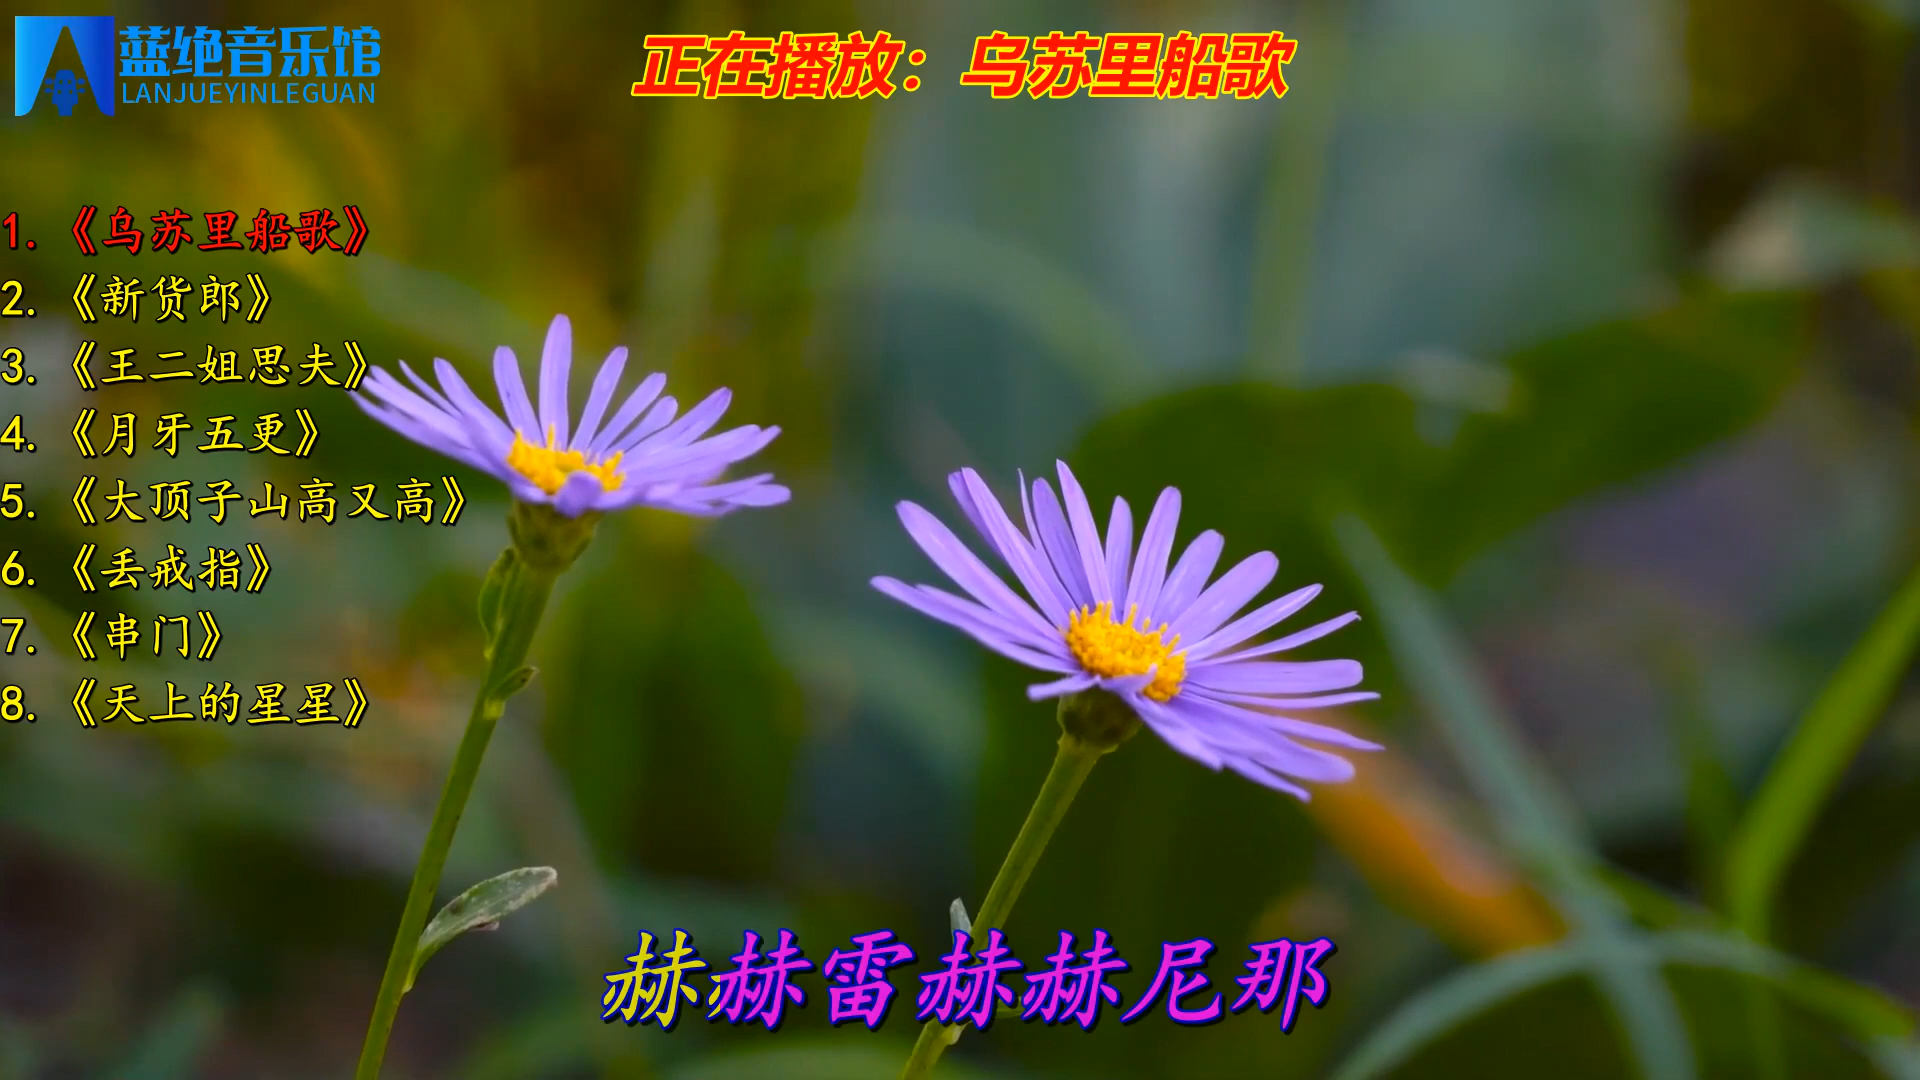 蓝绝音乐馆
LANJUEYINLEGUAN
正在播放：乌苏里船歌
1.《乌苏里船歌》
2.《新货郎》
3.《王二姐思夫》
4.《月牙五更》
5.《大顶子山高又高》
6.《丢戒指》
7.《串门》
8.《天上的星星》
赫赫雷赫赫尼那